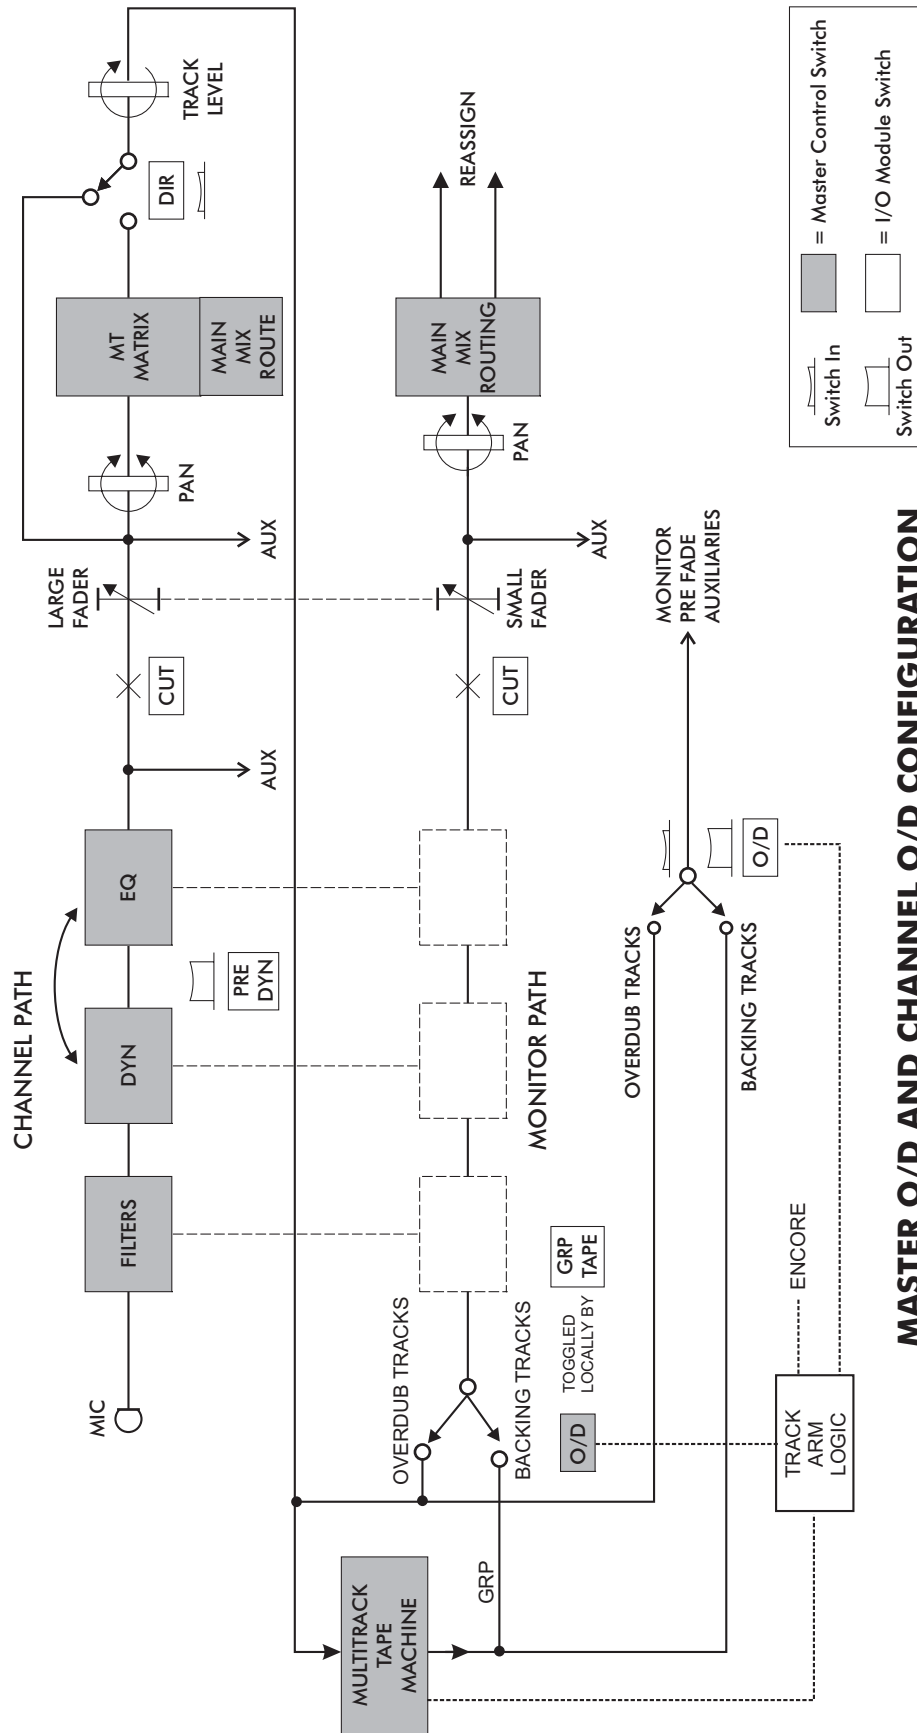 CHANNEL PATH
MIC
FILTERS
DYN
EQ
PRE
DYN
AUX
CUT
LARGE
FADER
AUX
PAN
MT
MATRIX
MAIN
MIX
ROUTE
DIR
TRACK
LEVEL
OVERDUB TRACKS
BACKING TRACKS
MONITOR PATH
CUT
SMALL
FADER
AUX
PAN
MAIN
MIX
ROUTING
REASSIGN
MULTITRACK
TAPE
MACHINE
GRP
O/D
TOGGLED
LOCALLY BY
GRP
TAPE
OVERDUB TRACKS
BACKING TRACKS
O/D
MONITOR
PRE FADE
AUXILIARIES
TRACK
ARM
LOGIC
ENCORE
Switch In
= Master Control Switch
Switch Out
= I/O Module Switch
MASTER O/D AND CHANNEL O/D CONFIGURATION